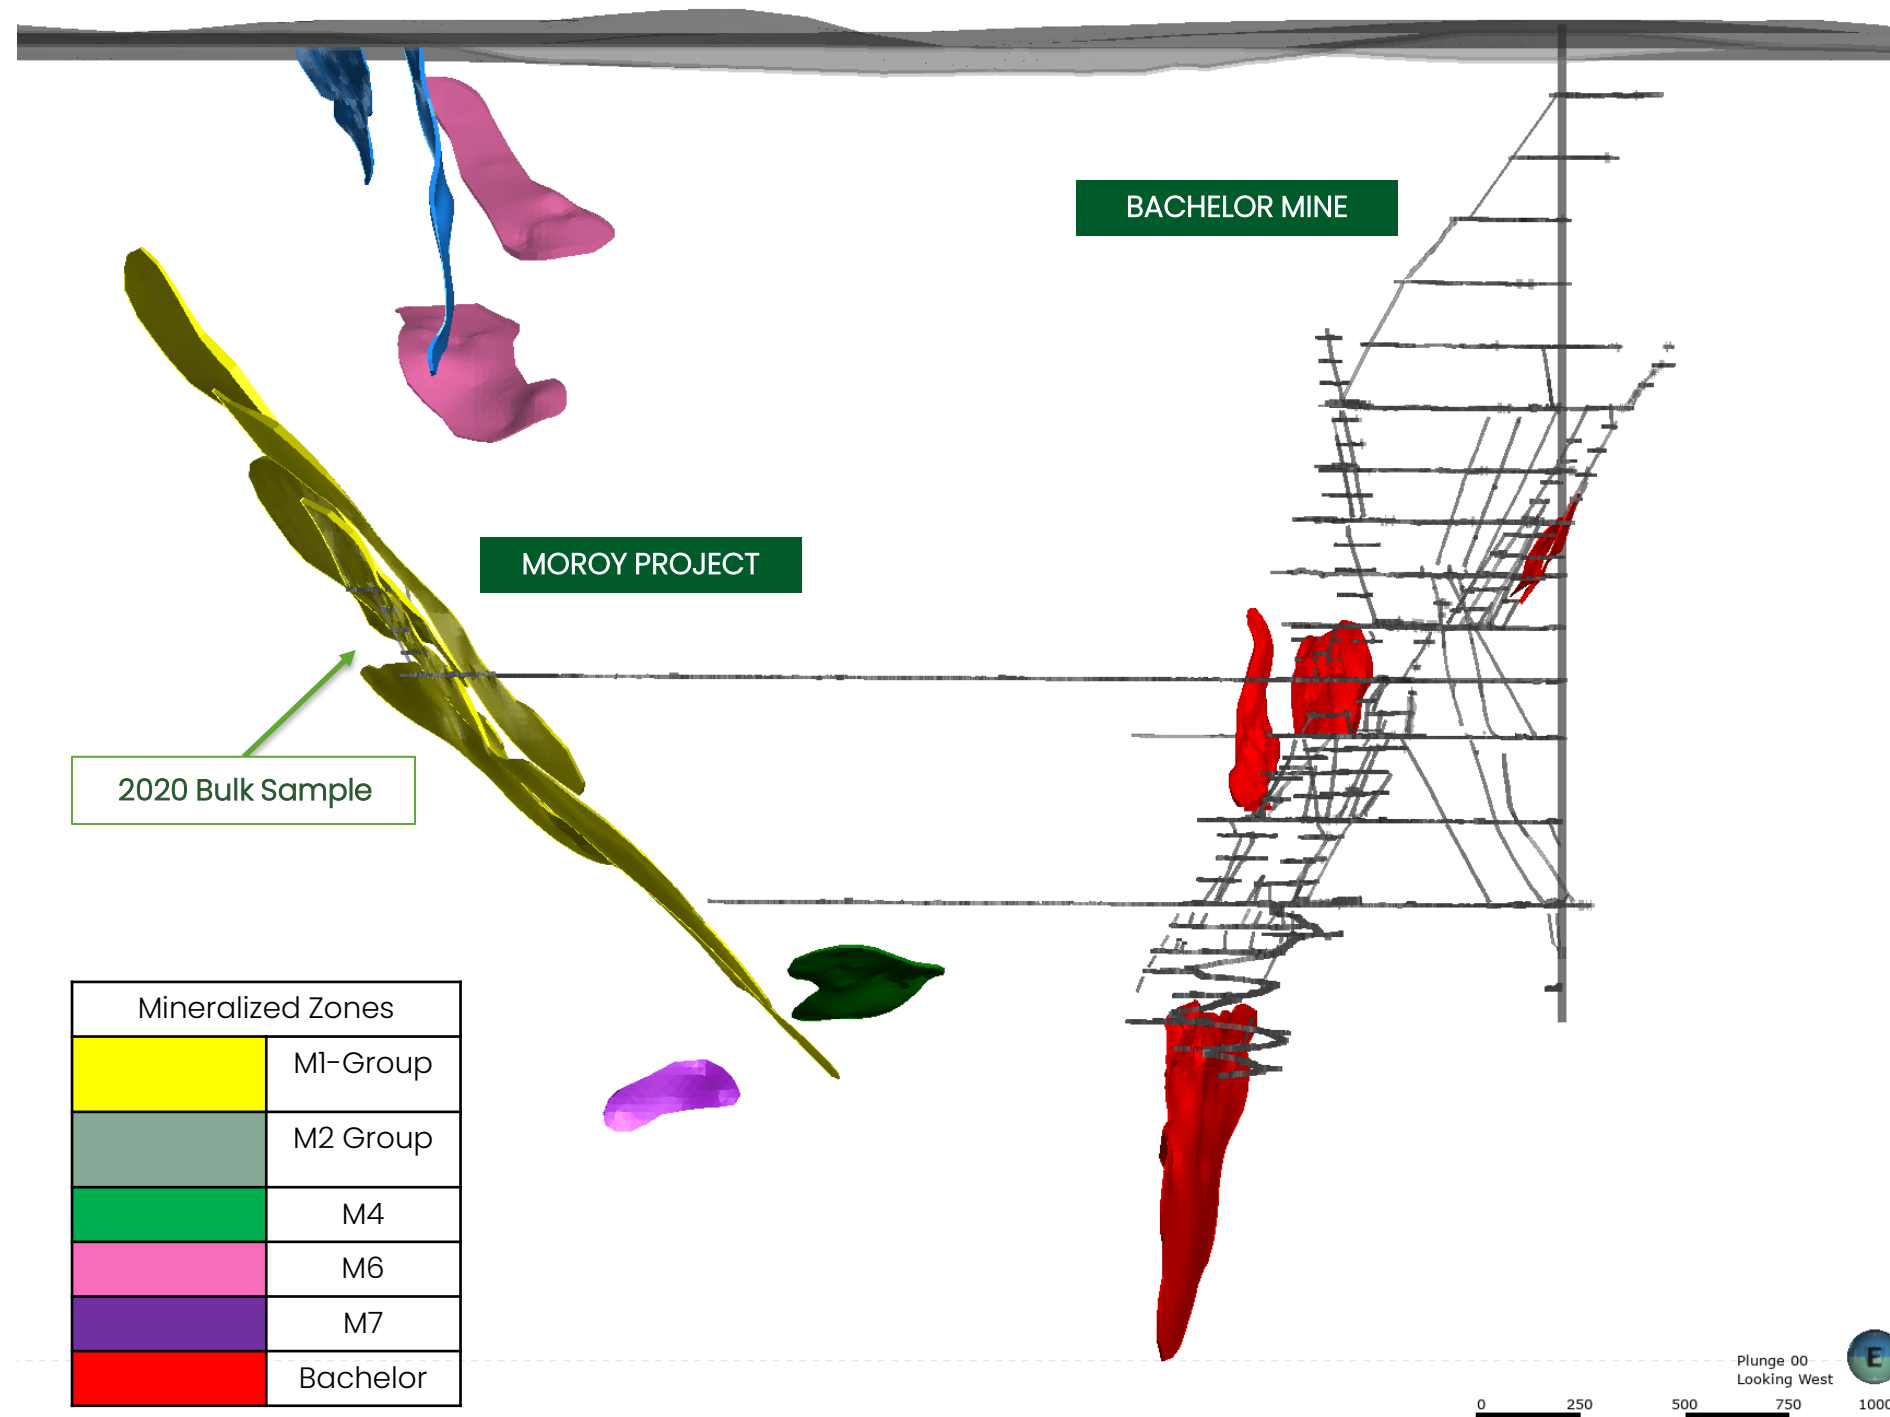 BACHELOR MINE
MOROY PROJECT
2020 Bulk Sample
Mineralized Zones
M1-Group
M2 Group
M4
M6
M7
Bachelor
Plunge 00
Looking West
E
0 250 500 750 1000